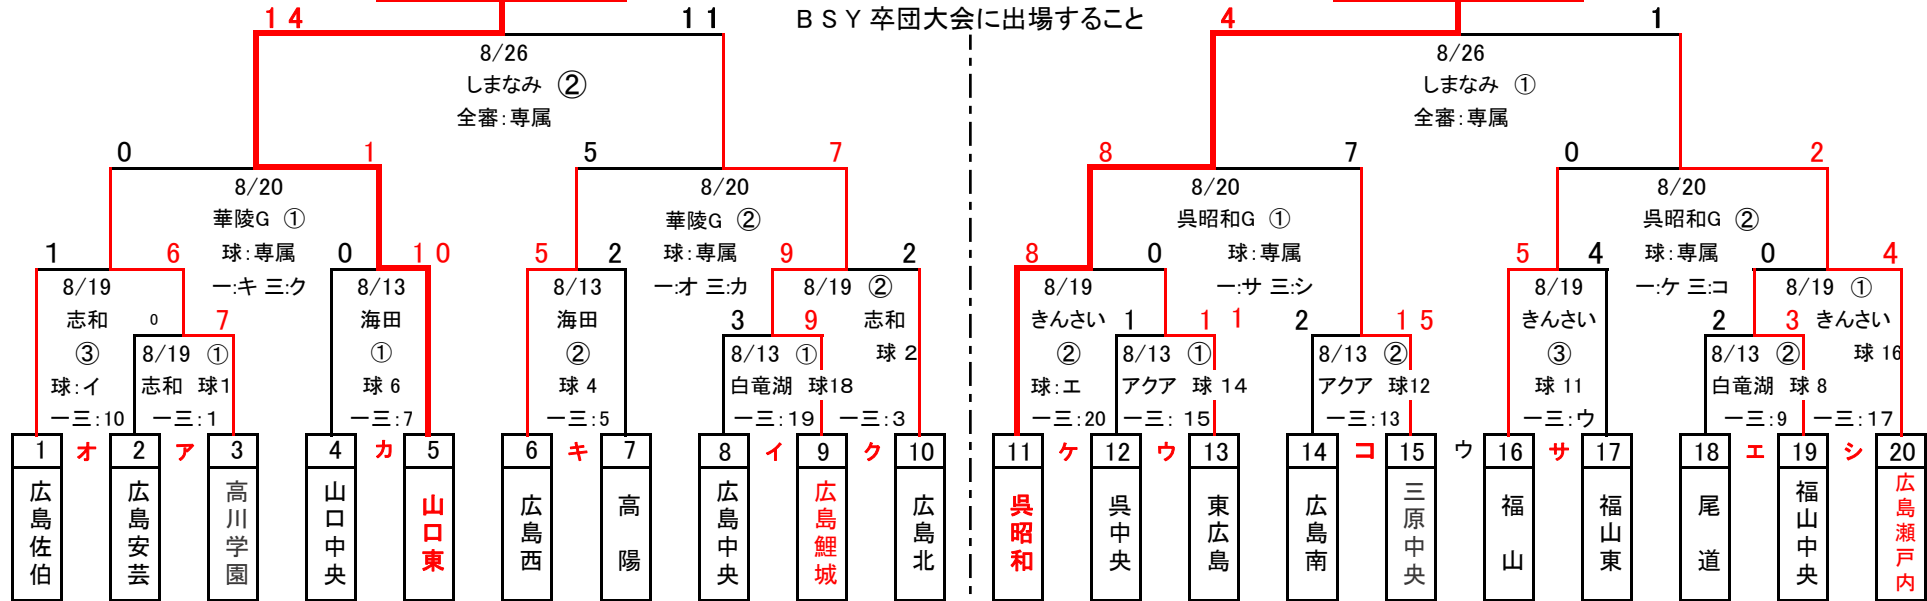 14 11 BSY卒団大会に出場すること 4 1
8/26 8/26
しまなみ ② しまなみ ①
全審：専属 全審：専属
0 1 5 7 8 7 0 2
8/20 8/20 8/20 8/20
華陵G ① 華陵G ② 呉昭和G ① 呉昭和G ②
1 6 球：専属 0 10 5 2 球：専属 9 2 8 0 球：専属 5 4 球：専属 0 4
8/19 一:キ 三:ク 8/13 8/13 一:オ 三:カ 8/19 ② 8/19 一:サ 三:シ 8/19 一:ケ 三:コ 8/19 ①
志和 0 7 海田 海田 3 9 志和 きんさい 1 11 2 15 きんさい 2 3 きんさい
③ 8/19 ① ① ② 8/13 ① 球 2 ② 8/13 ① 8/13 ② ③ 8/13 ② 球 16
球：イ 志和 球1 球 6 球 4 白竜湖 球18 球：エ アクア 球 14 アクア 球12 球 11 白竜湖 球 8
一三：10 一三：1 一三：7 一三：5 一三：19 一三：3 一三：20 一三：15 一三：13 一三：ウ 一三：9 一三：17
1 オ 2 ア 3 4 カ 5 6 キ 7 8 イ 9 ク 10 11 ケ 12 ウ 13 14 コ 15 ウ 16 サ 17 18 エ 19 シ 20
広島佐伯 広島安芸 高川学園 山口中央 山口東 広島西 高陽 広島中央 広島鯉城 広島北 呉昭和 呉中央 東広島 広島南 三原中央 福山 福山東 尾道 福山中央 広島瀬戸内